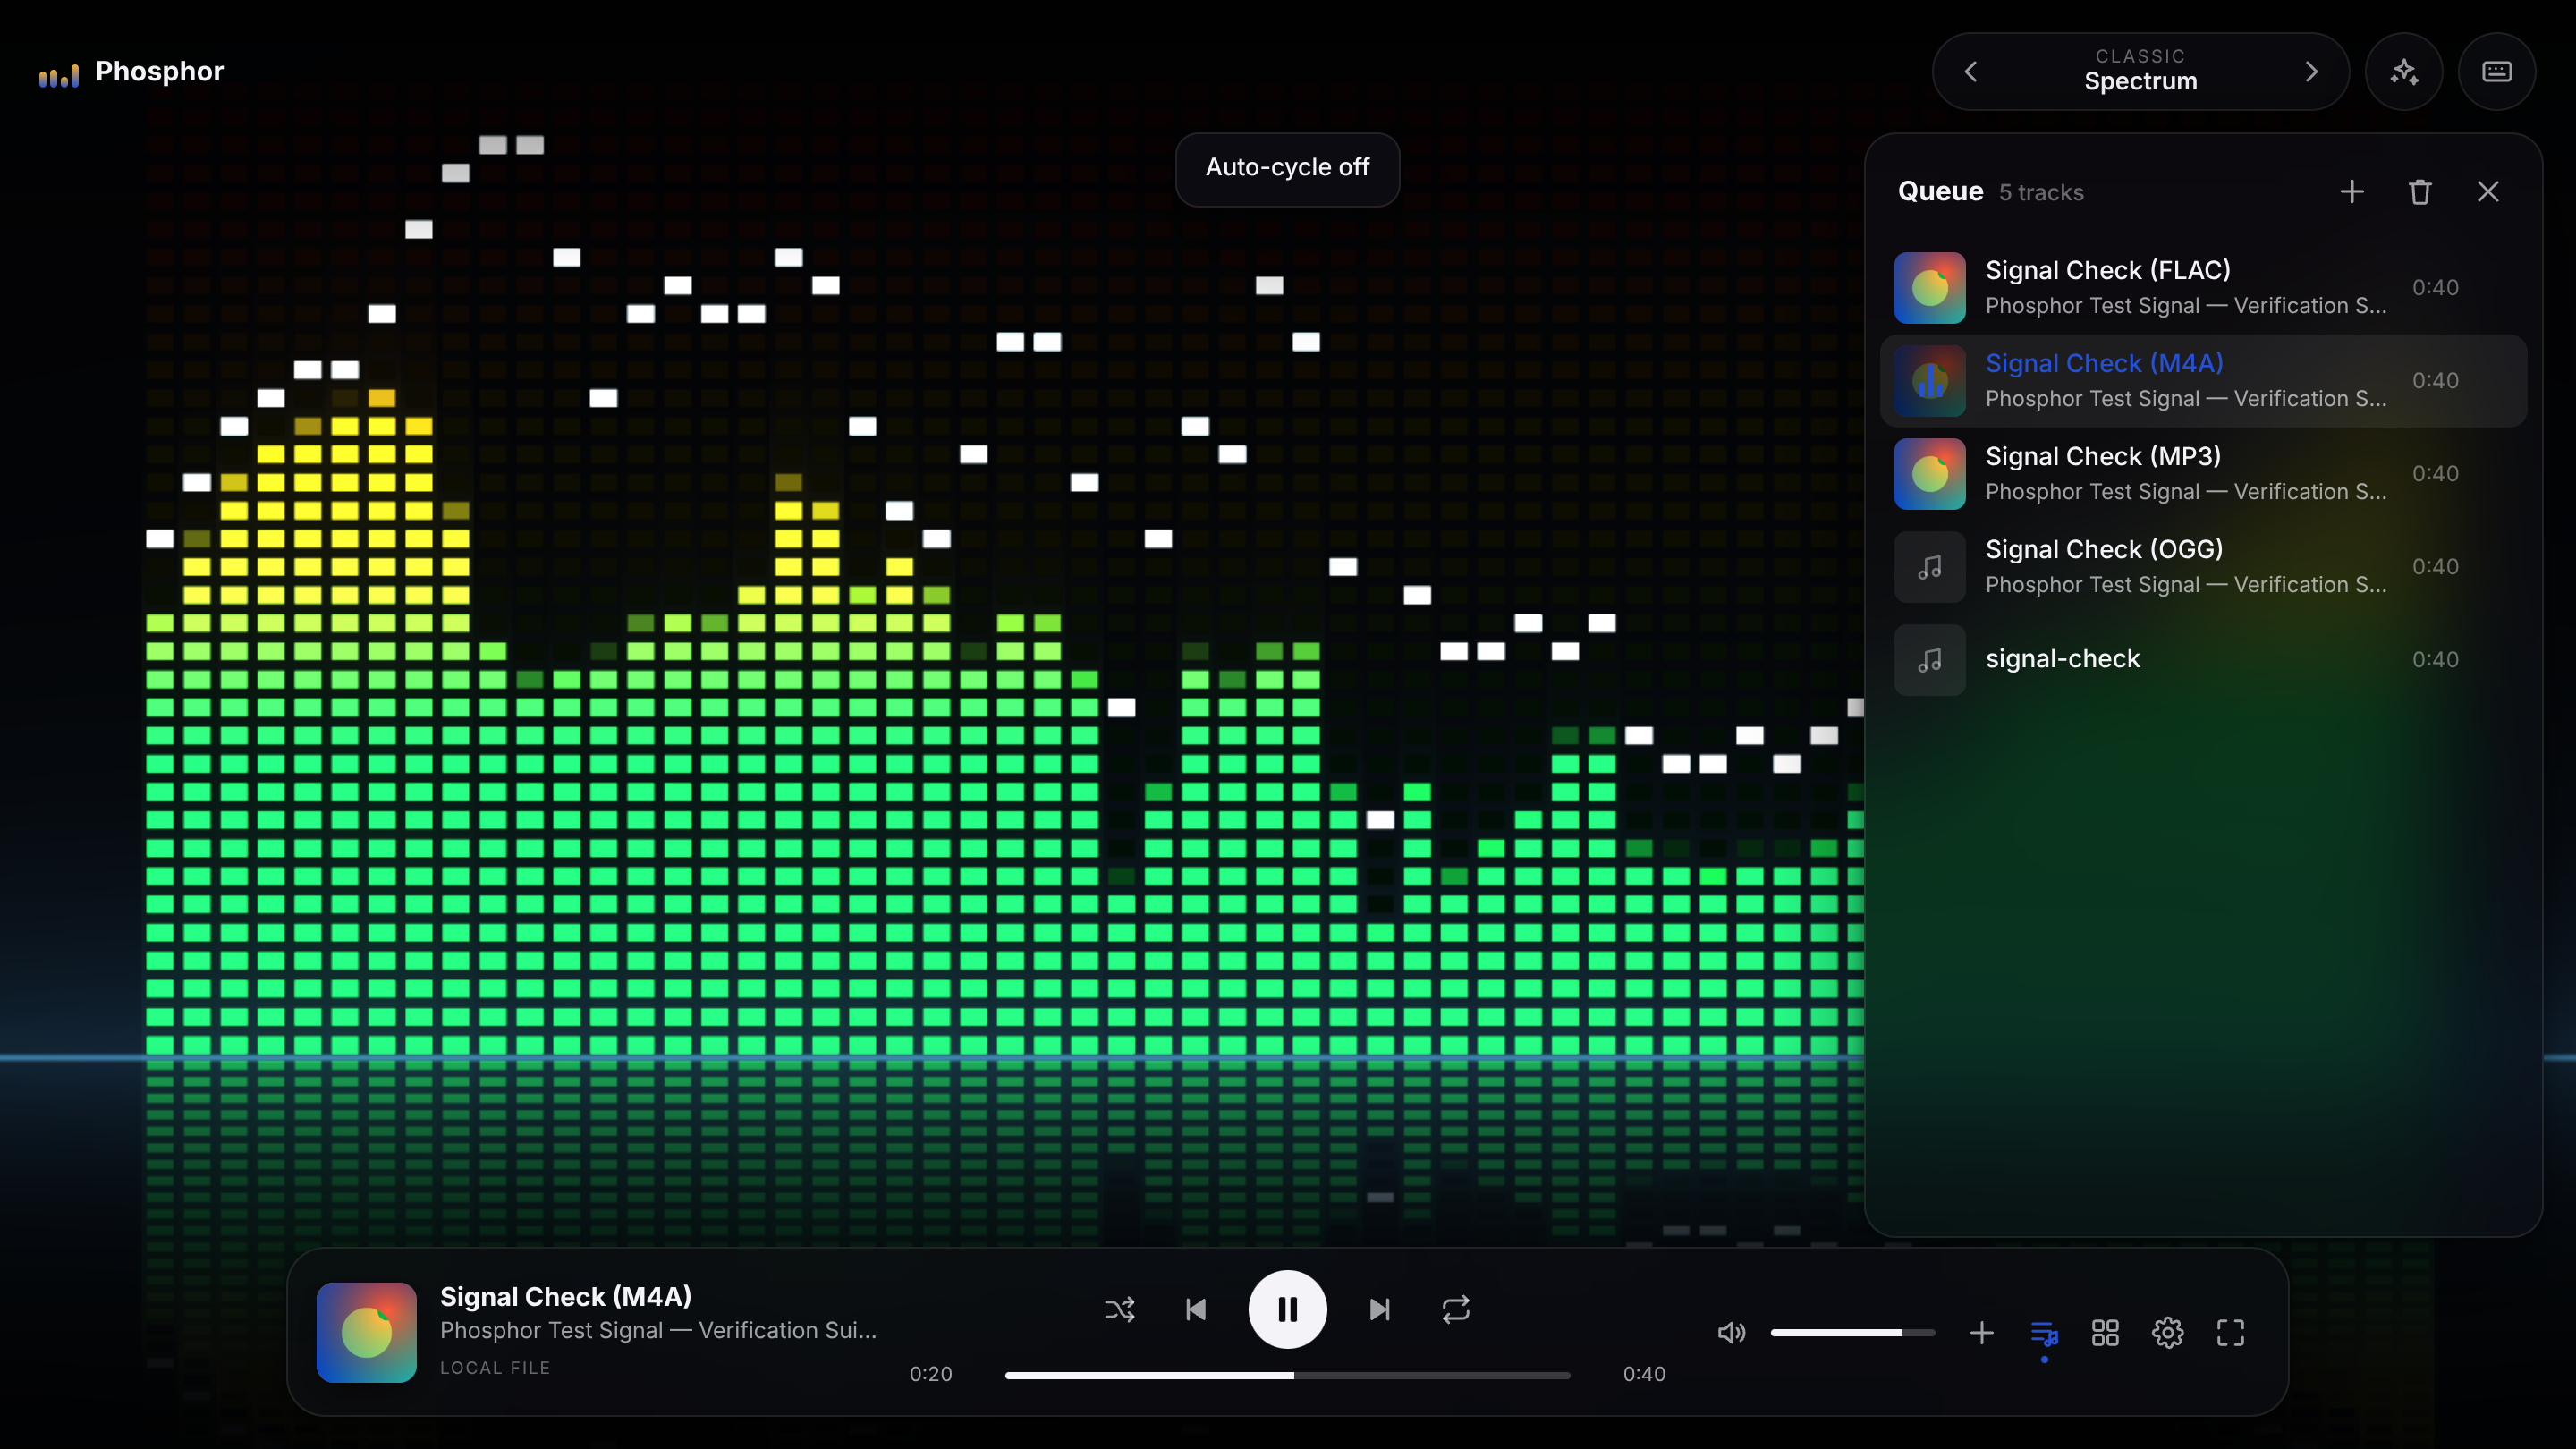 Phosphor
CLASSIC
Spectrum
Auto-cycle off
Queue 5 tracks
Signal Check (FLAC)
Phosphor Test Signal — Verification S...
0:40
Signal Check (M4A)
Phosphor Test Signal — Verification S...
0:40
Signal Check (MP3)
Phosphor Test Signal — Verification S...
0:40
Signal Check (OGG)
Phosphor Test Signal — Verification S...
0:40
signal-check
0:40
Signal Check (M4A)
Phosphor Test Signal — Verification Sui...
LOCAL FILE
0:20
0:40